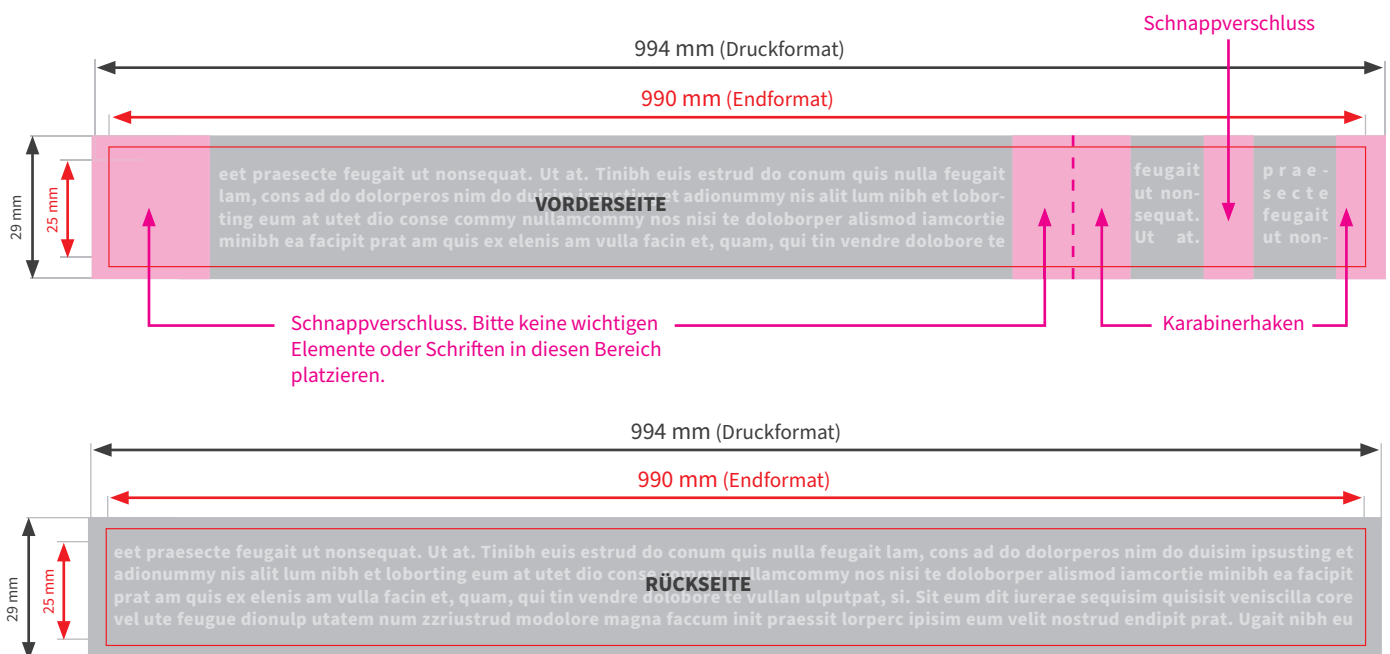 Schnappverschluss
994 mm (Druckformat)
990 mm (Endformat)
29 mm
25 mm
eet praesecte feugait ut nonsequat. Ut at. Tinibh euis estrud do conum quis nulla feugait
lam, cons ad do dolorperos nim do duisim ipsusting et adionummy nis alit lum nibh et lobor-
ting eum at utet dio conse commy nullamcommy nos nisi te doloborper alismod iamcortie
minibh ea facipit prat am quis ex elenis am vulla facin et, quam, qui tin vendre dolobore te
VORDERSEITE
feugait
ut non-
sequat.
Ut at.
prae-
secte
feugait
ut non-
Schnappverschluss. Bitte keine wichtigen
Elemente oder Schriften in diesen Bereich
platzieren.
Karabinerhaken
994 mm (Druckformat)
990 mm (Endformat)
29 mm
25 mm
eet praesecte feugait ut nonsequat. Ut at. Tinibh euis estrud do conum quis nulla feugait lam, cons ad do dolorperos nim do duisim ipsusting et
adionummy nis alit lum nibh et loborting eum at utet dio conse commy nullamcommy nos nisi te doloborper alismod iamcortie minibh ea facipit
prat am quis ex elenis am vulla facin et, quam, qui tin vendre dolobore te vullan ulputpat, si. Sit eum dit iurerae sequisim quisisit veniscilla core
vel ute feugue dionulp utatem num zzriustrud modolore magna faccum init praessit lorperc ipisim eum velit nostrud endipit prat. Ugait nibh eu
RÜCKSEITE